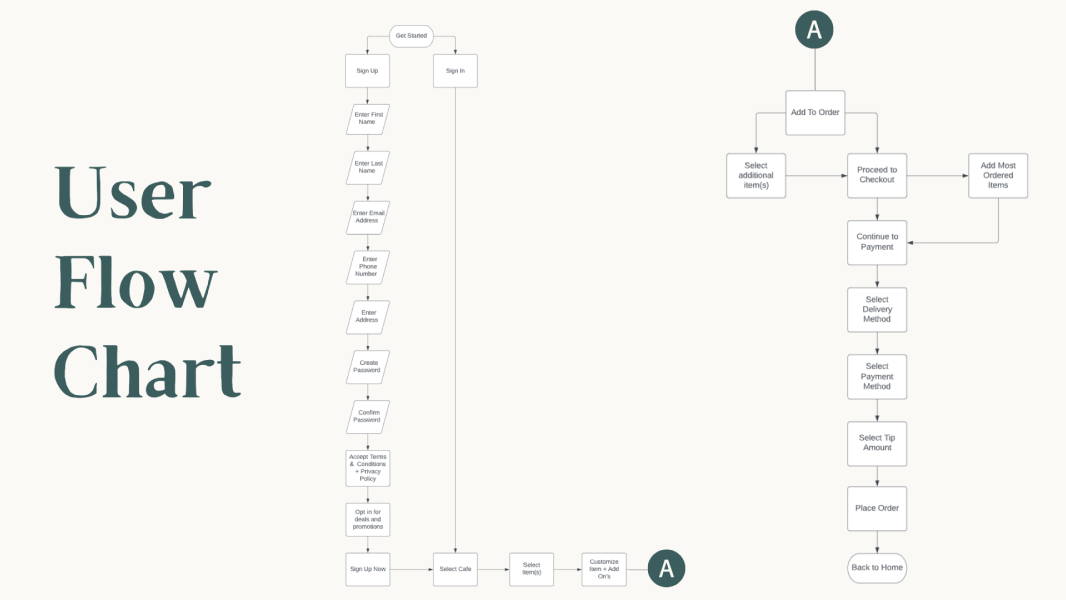 User
Flow
Chart
Get Started
Sign Up
Sign In
Enter First
Name
Enter Last
Name
Enter Email
Address
Enter
Phone
Number
Enter
Address
Create
Password
Confirm
Password
Accept Terms
& Conditions
+ Privacy
Policy
Opt in for
deals and
promotions
Sign Up Now
Select Cafe
Select
Item(s)
Customize
Item + Add
On's
A
A
Add To Order
Select
additional
item(s)
Proceed to
Checkout
Add Most
Ordered
Items
Continue to
Payment
Select
Delivery
Method
Select
Payment
Method
Select Tip
Amount
Place Order
Back to Home